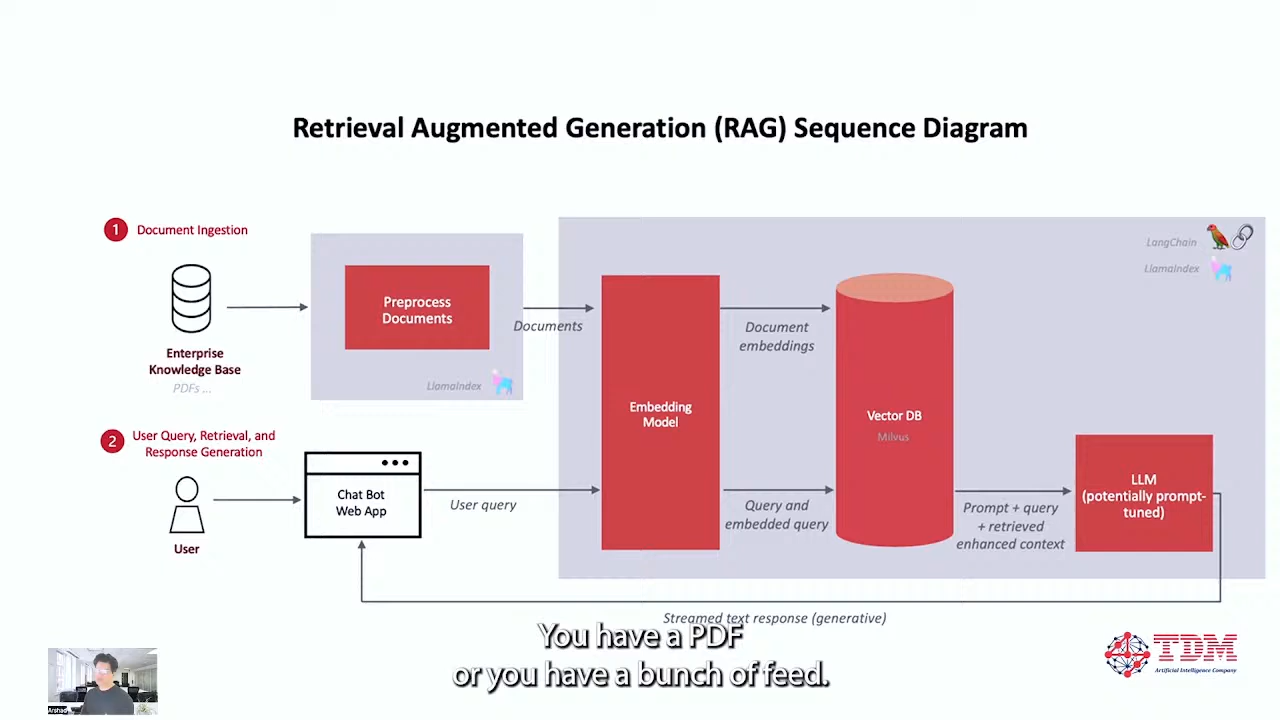 Retrieval Augmented Generation (RAG) Sequence Diagram
1
Document Ingestion
Enterprise
Knowledge Base
PDFs ...
Preprocess
Documents
LlamaIndex
Documents
LangChain
LlamaIndex
Embedding
Model
Document
embeddings
Vector DB
Milvus
2
User Query, Retrieval, and
Response Generation
User
Chat Bot
Web App
User query
Query and
embedded query
Prompt + query
+ retrieved
enhanced context
LLM
(potentially prompt-
tuned)
Streamed text response (generative)
You have a PDF
or you have a bunch of feed.
TDM
Artificial Intelligence Company
Arshad